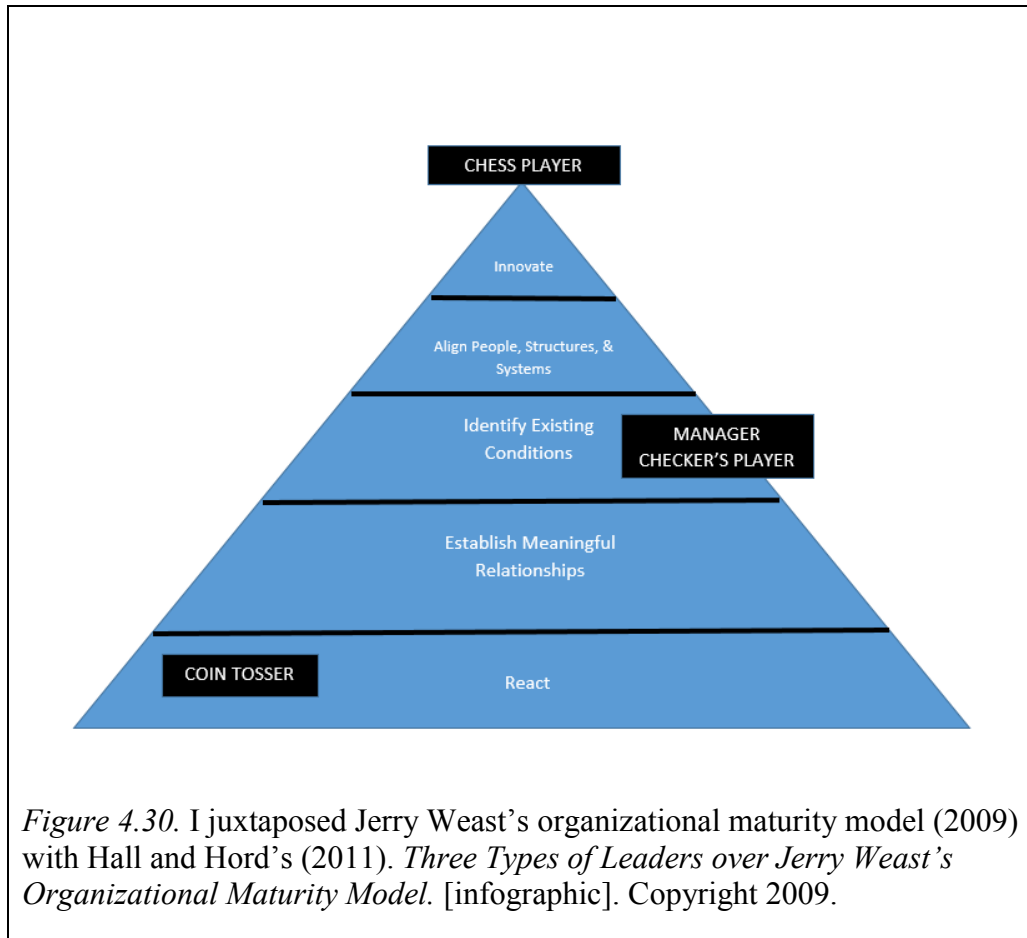 CHESS PLAYER
Innovate
Align People, Structures, &
Systems
Identify Existing
Conditions
MANAGER
CHECKER'S PLAYER
Establish Meaningful
Relationships
COIN TOSSER
React
Figure 4.30. I juxtaposed Jerry Weast’s organizational maturity model (2009)
with Hall and Hord’s (2011). Three Types of Leaders over Jerry Weast’s
Organizational Maturity Model. [infographic]. Copyright 2009.